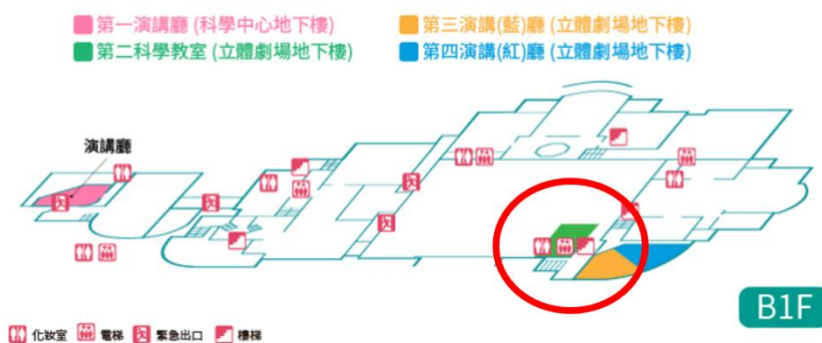 第一演講廳 (科學中心地下樓)
第三演講(藍)廳 (立體劇場地下樓)
第二科學教室 (立體劇場地下樓)
第四演講(紅)廳 (立體劇場地下樓)
演講廳
B1F
化妝室 電梯 緊急出口 樓梯